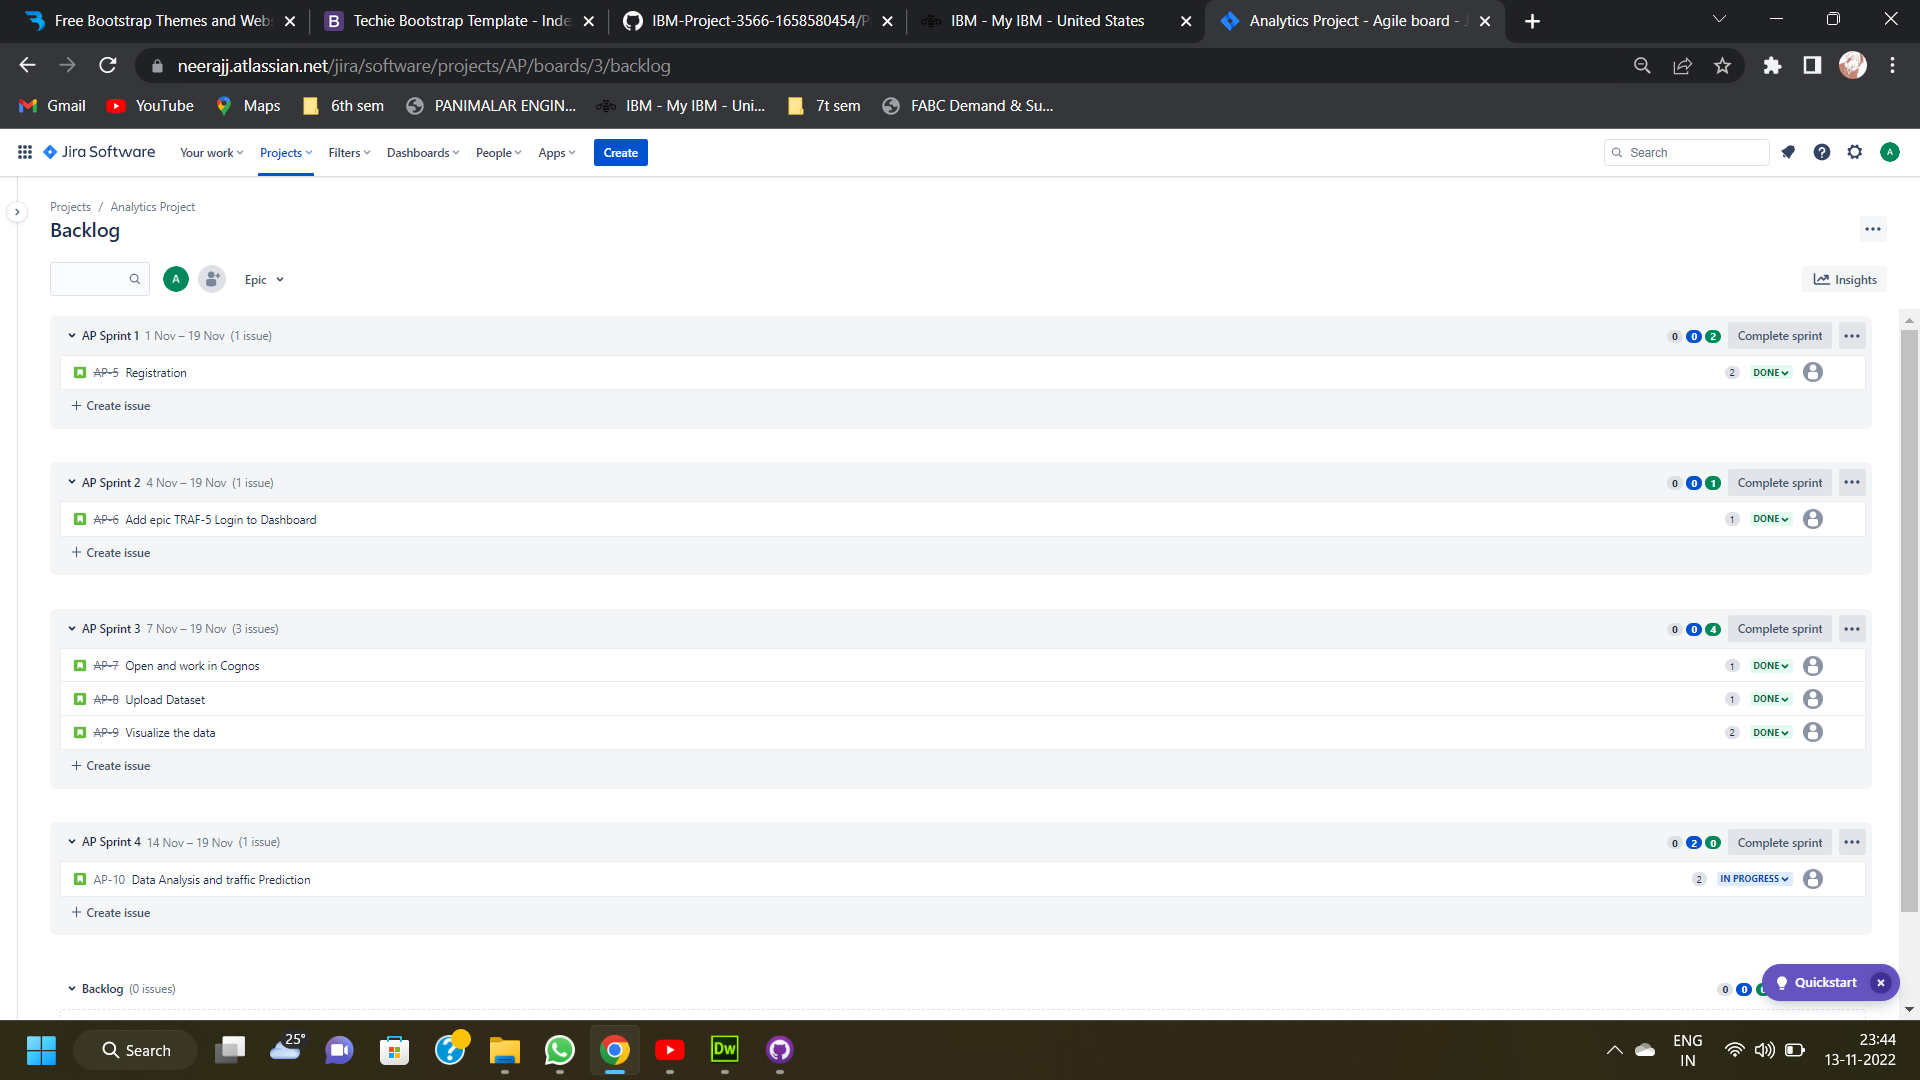 Free Bootstrap Themes and Webs
Techie Bootstrap Template - Inde
IBM-Project-3566-1658580454/P
IBM - My IBM - United States
Analytics Project - Agile board - J
neerajj.atlassian.net/jira/software/projects/AP/boards/3/backlog
Gmail YouTube Maps 6th sem PANIMALAR ENGIN... IBM - My IBM - Uni... 7t sem FABC Demand & Su...
Jira Software Your work Projects Filters Dashboards People Apps Create Search A
Projects / Analytics Project
Backlog
A Epic Insights
AP Sprint 1 1 Nov – 19 Nov (1 issue) 0 0 2 Complete sprint
AP-5 Registration 2 DONE
+ Create issue
AP Sprint 2 4 Nov – 19 Nov (1 issue) 0 0 1 Complete sprint
AP-6 Add epic TRAF-5 Login to Dashboard 1 DONE
+ Create issue
AP Sprint 3 7 Nov – 19 Nov (3 issues) 0 0 4 Complete sprint
AP-7 Open and work in Cognos 1 DONE
AP-8 Upload Dataset 1 DONE
AP-9 Visualize the data 2 DONE
+ Create issue
AP Sprint 4 14 Nov – 19 Nov (1 issue) 0 2 0 Complete sprint
AP-10 Data Analysis and traffic Prediction 2 IN PROGRESS
+ Create issue
Backlog (0 issues) 0 0 Quickstart
Search 25° Dw ENG 23:44
IN 13-11-2022